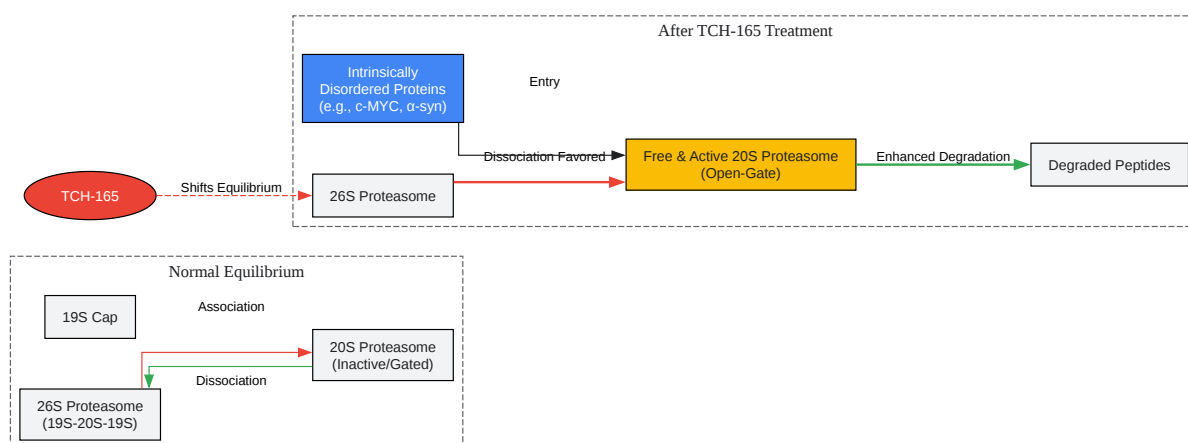 After TCH-165 Treatment
Intrinsically
Disordered Proteins
(e.g., c-MYC, α-syn)
Entry
Dissociation Favored
Free & Active 20S Proteasome
(Open-Gate)
Enhanced Degradation
Degraded Peptides
TCH-165
Shifts Equilibrium
26S Proteasome
Normal Equilibrium
19S Cap
Association
20S Proteasome
(Inactive/Gated)
Dissociation
26S Proteasome
(19S-20S-19S)